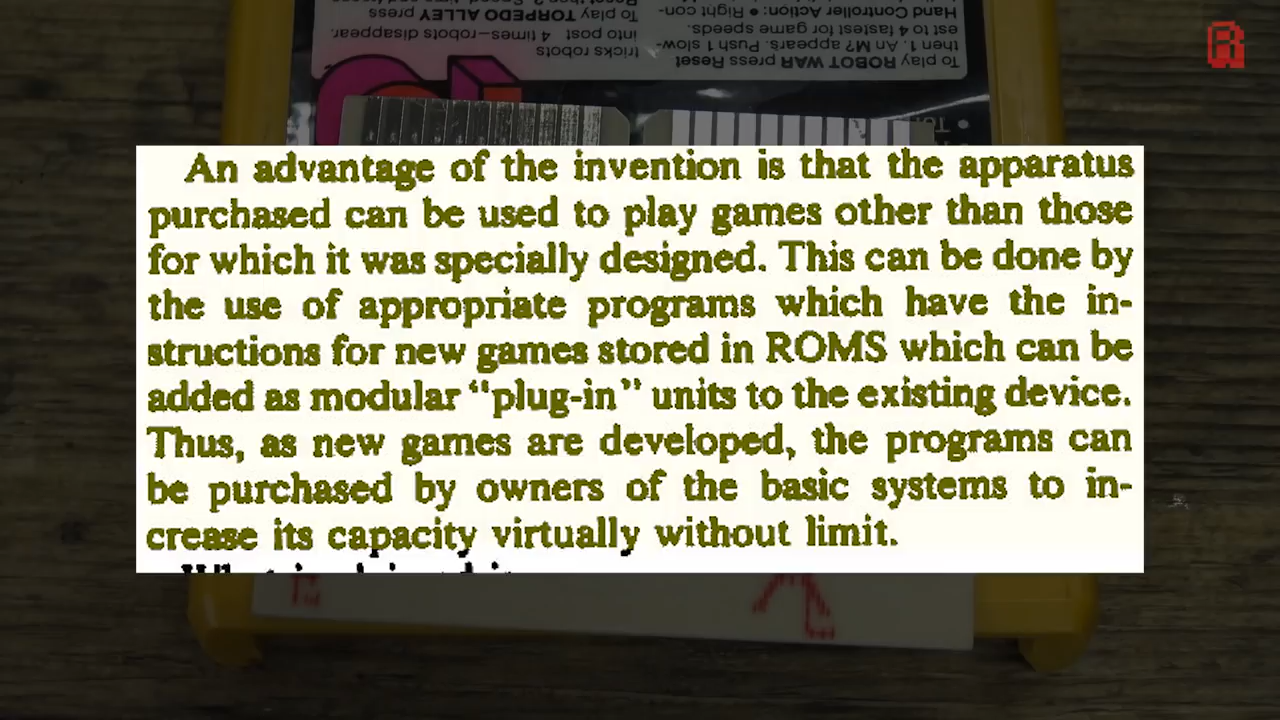 To play ROBOT WAR press Reset
then 1. An M? appears. Push 1 slow-
est to 4 fastest for game speeds.
Hand Controller Action: • Right con-
tricks robots
into post 4 times—robots disappear.
To play TORPEDO ALLEY press
An advantage of the invention is that the apparatus
purchased can be used to play games other than those
for which it was specially designed. This can be done by
the use of appropriate programs which have the in-
structions for new games stored in ROMS which can be
added as modular “plug-in” units to the existing device.
Thus, as new games are developed, the programs can
be purchased by owners of the basic systems to in-
crease its capacity virtually without limit.